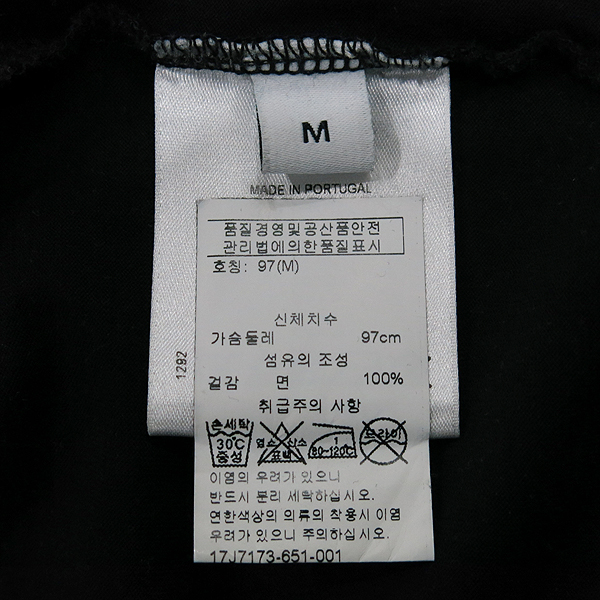 M
MADE IN PORTUGAL
품질경영및공산품안전
관리법에의한품질표시
호칭: 97(M)
신체치수
가슴둘레 97cm
섬유의 조성
겉감 면 100%
취급주의 사항
손세탁 30℃ 중성
염소 산소 표백
1 80-120℃
드라이
이염의 우려가 있으니
반드시 분리 세탁하십시오.
연한색상의 의류의 착용시 이염
우려가 있으니 주의 하십시오.
17J7173-651-001
1292